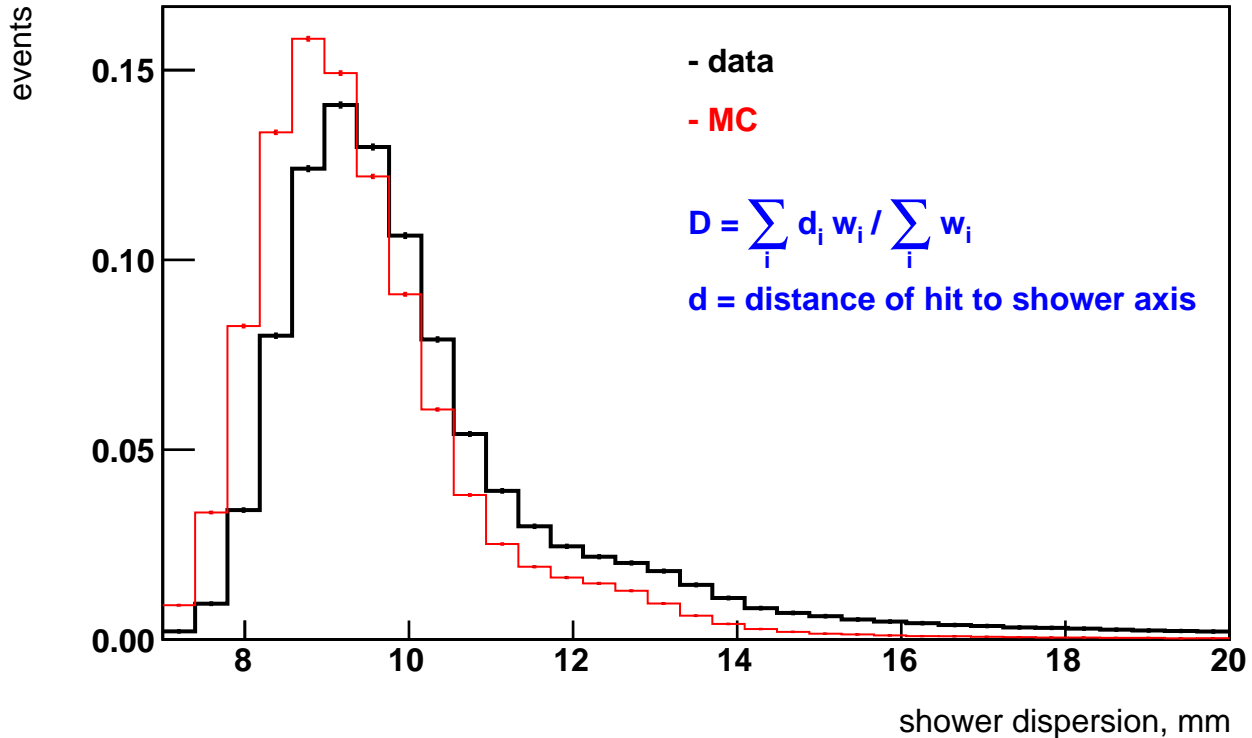 events
0.15
0.10
0.05
0.00
- data
- MC
D = ∑ᵢ dᵢ wᵢ / ∑ᵢ wᵢ
d = distance of hit to shower axis
8 10 12 14 16 18 20
shower dispersion, mm